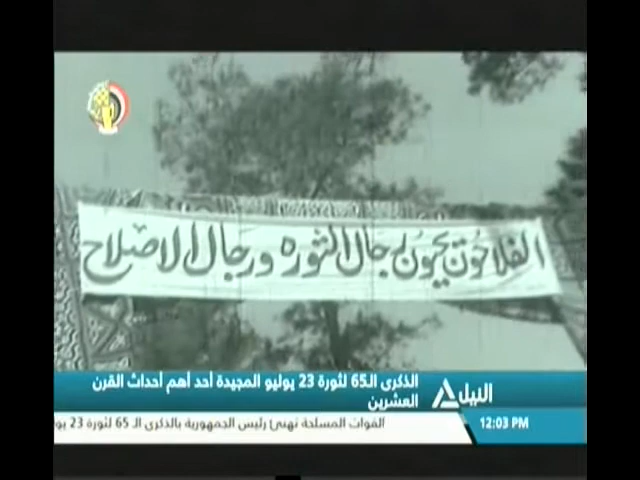 الفلاحون يحيون رجال الثورة ورجال الاصلاح
الذكرى الـ65 لثورة 23 يوليو المجيدة أحد أهم أحداث القرن
العشرين
النيل
القوات المسلحة تهنئ رئيس الجمهورية بالذكرى الـ 65 لثورة 23 يو
12:03 PM